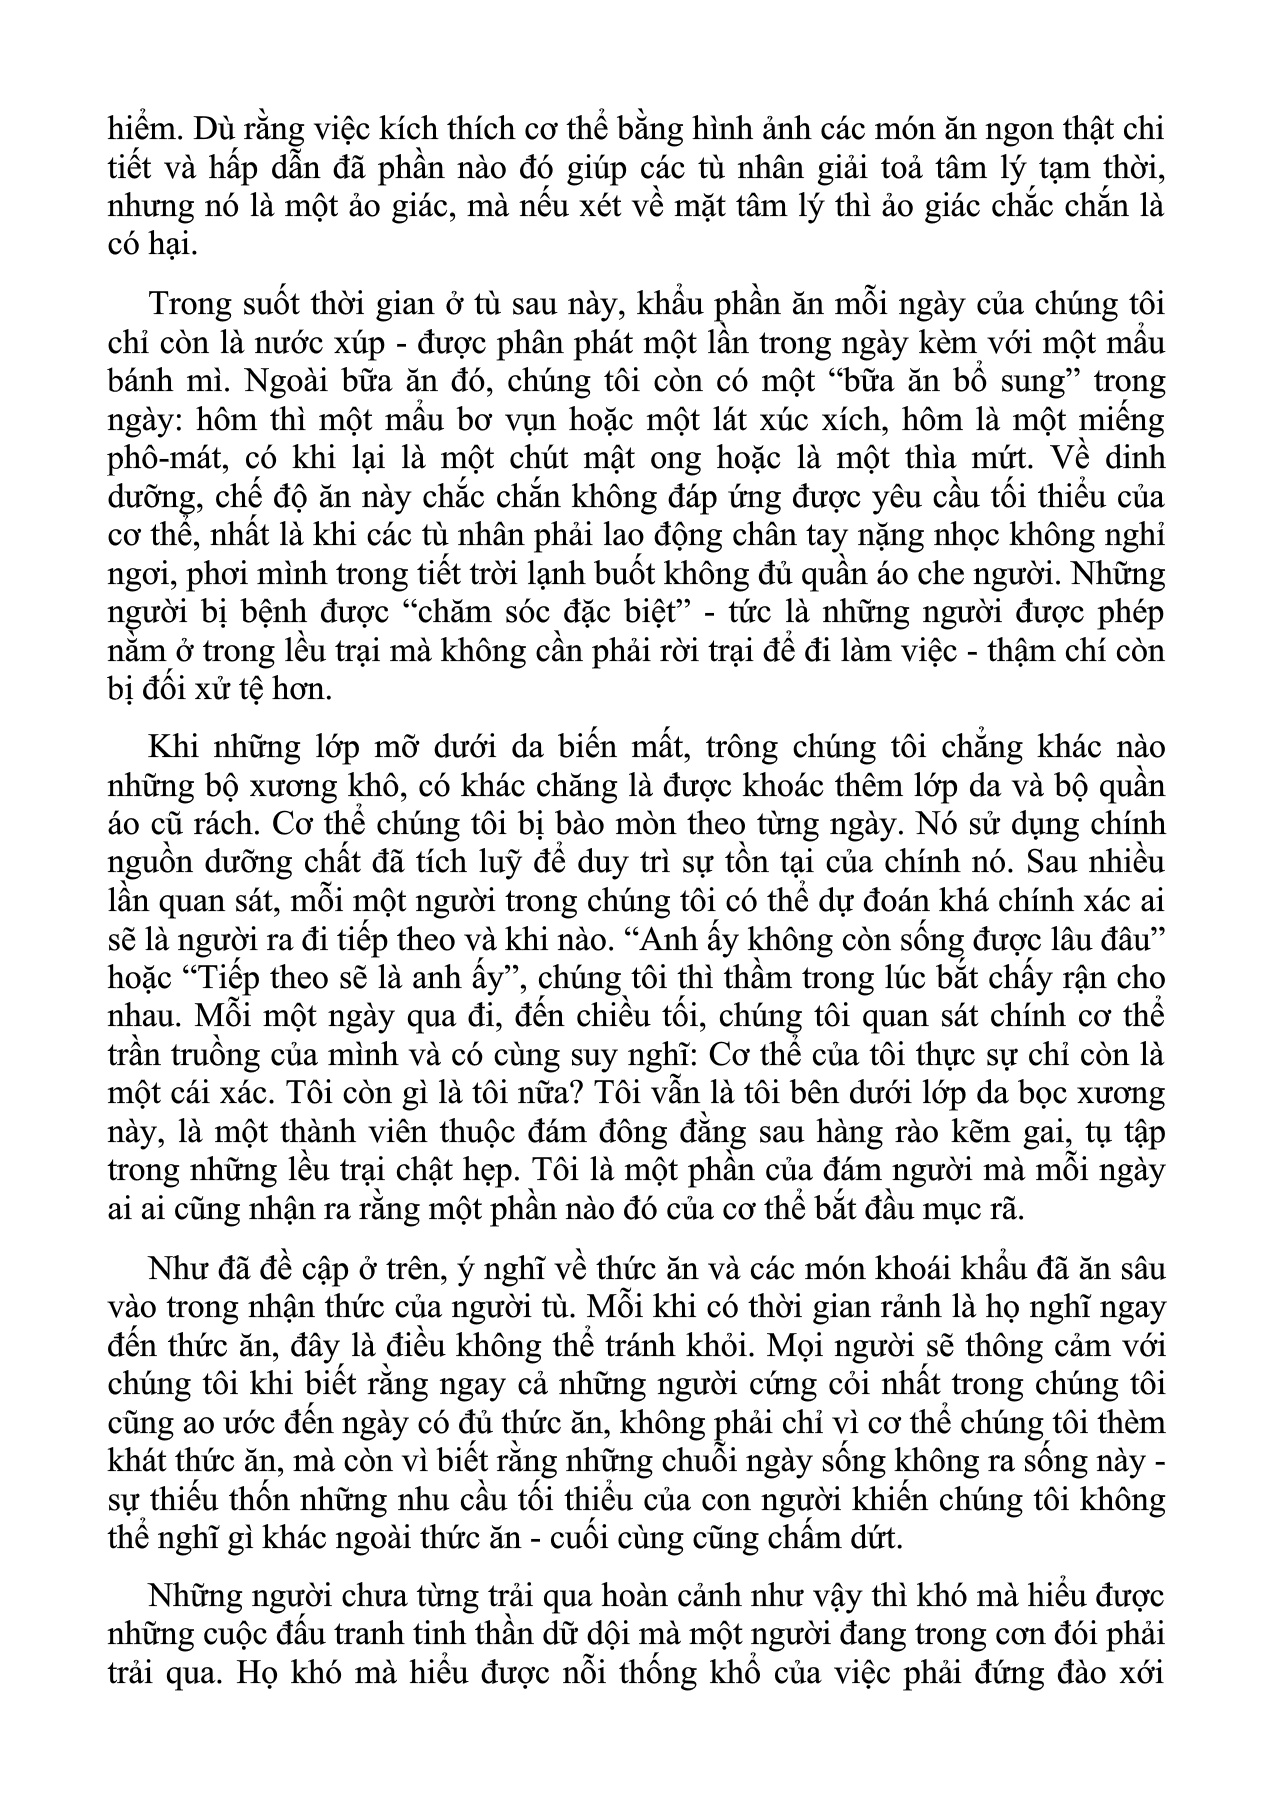 hiểm. Dù rằng việc kích thích cơ thể bằng hình ảnh các món ăn ngon thật chi
tiết và hấp dẫn đã phần nào đó giúp các tù nhân giải toả tâm lý tạm thời,
nhưng nó là một ảo giác, mà nếu xét về mặt tâm lý thì ảo giác chắc chắn là
có hại.
Trong suốt thời gian ở tù sau này, khẩu phần ăn mỗi ngày của chúng tôi
chỉ còn là nước xúp - được phân phát một lần trong ngày kèm với một mẩu
bánh mì. Ngoài bữa ăn đó, chúng tôi còn có một “bữa ăn bổ sung” trong
ngày: hôm thì một mẩu bơ vụn hoặc một lát xúc xích, hôm là một miếng
phô-mát, có khi lại là một chút mật ong hoặc là một thìa mứt. Về dinh
dưỡng, chế độ ăn này chắc chắn không đáp ứng được yêu cầu tối thiểu của
cơ thể, nhất là khi các tù nhân phải lao động chân tay nặng nhọc không nghỉ
ngơi, phơi mình trong tiết trời lạnh buốt không đủ quần áo che người. Những
người bị bệnh được “chăm sóc đặc biệt” - tức là những người được phép
nằm ở trong lều trại mà không cần phải rời trại để đi làm việc - thậm chí còn
bị đối xử tệ hơn.
Khi những lớp mỡ dưới da biến mất, trông chúng tôi chẳng khác nào
những bộ xương khô, có khác chăng là được khoác thêm lớp da và bộ quần
áo cũ rách. Cơ thể chúng tôi bị bào mòn theo từng ngày. Nó sử dụng chính
nguồn dưỡng chất đã tích luỹ để duy trì sự tồn tại của chính nó. Sau nhiều
lần quan sát, mỗi một người trong chúng tôi có thể dự đoán khá chính xác ai
sẽ là người ra đi tiếp theo và khi nào. “Anh ấy không còn sống được lâu đâu”
hoặc “Tiếp theo sẽ là anh ấy”, chúng tôi thì thầm trong lúc bắt chấy rận cho
nhau. Mỗi một ngày qua đi, đến chiều tối, chúng tôi quan sát chính cơ thể
trần truồng của mình và có cùng suy nghĩ: Cơ thể của tôi thực sự chỉ còn là
một cái xác. Tôi còn gì là tôi nữa? Tôi vẫn là tôi bên dưới lớp da bọc xương
này, là một thành viên thuộc đám đông đằng sau hàng rào kẽm gai, tụ tập
trong những lều trại chật hẹp. Tôi là một phần của đám người mà mỗi ngày
ai ai cũng nhận ra rằng một phần nào đó của cơ thể bắt đầu mục rã.
Như đã đề cập ở trên, ý nghĩ về thức ăn và các món khoái khẩu đã ăn sâu
vào trong nhận thức của người tù. Mỗi khi có thời gian rảnh là họ nghĩ ngay
đến thức ăn, đây là điều không thể tránh khỏi. Mọi người sẽ thông cảm với
chúng tôi khi biết rằng ngay cả những người cứng cỏi nhất trong chúng tôi
cũng ao ước đến ngày có đủ thức ăn, không phải chỉ vì cơ thể chúng tôi thèm
khát thức ăn, mà còn vì biết rằng những chuỗi ngày sống không ra sống này -
sự thiếu thốn những nhu cầu tối thiểu của con người khiến chúng tôi không
thể nghĩ gì khác ngoài thức ăn - cuối cùng cũng chấm dứt.
Những người chưa từng trải qua hoàn cảnh như vậy thì khó mà hiểu được
những cuộc đấu tranh tinh thần dữ dội mà một người đang trong cơn đói phải
trải qua. Họ khó mà hiểu được nỗi thống khổ của việc phải đứng đào xới